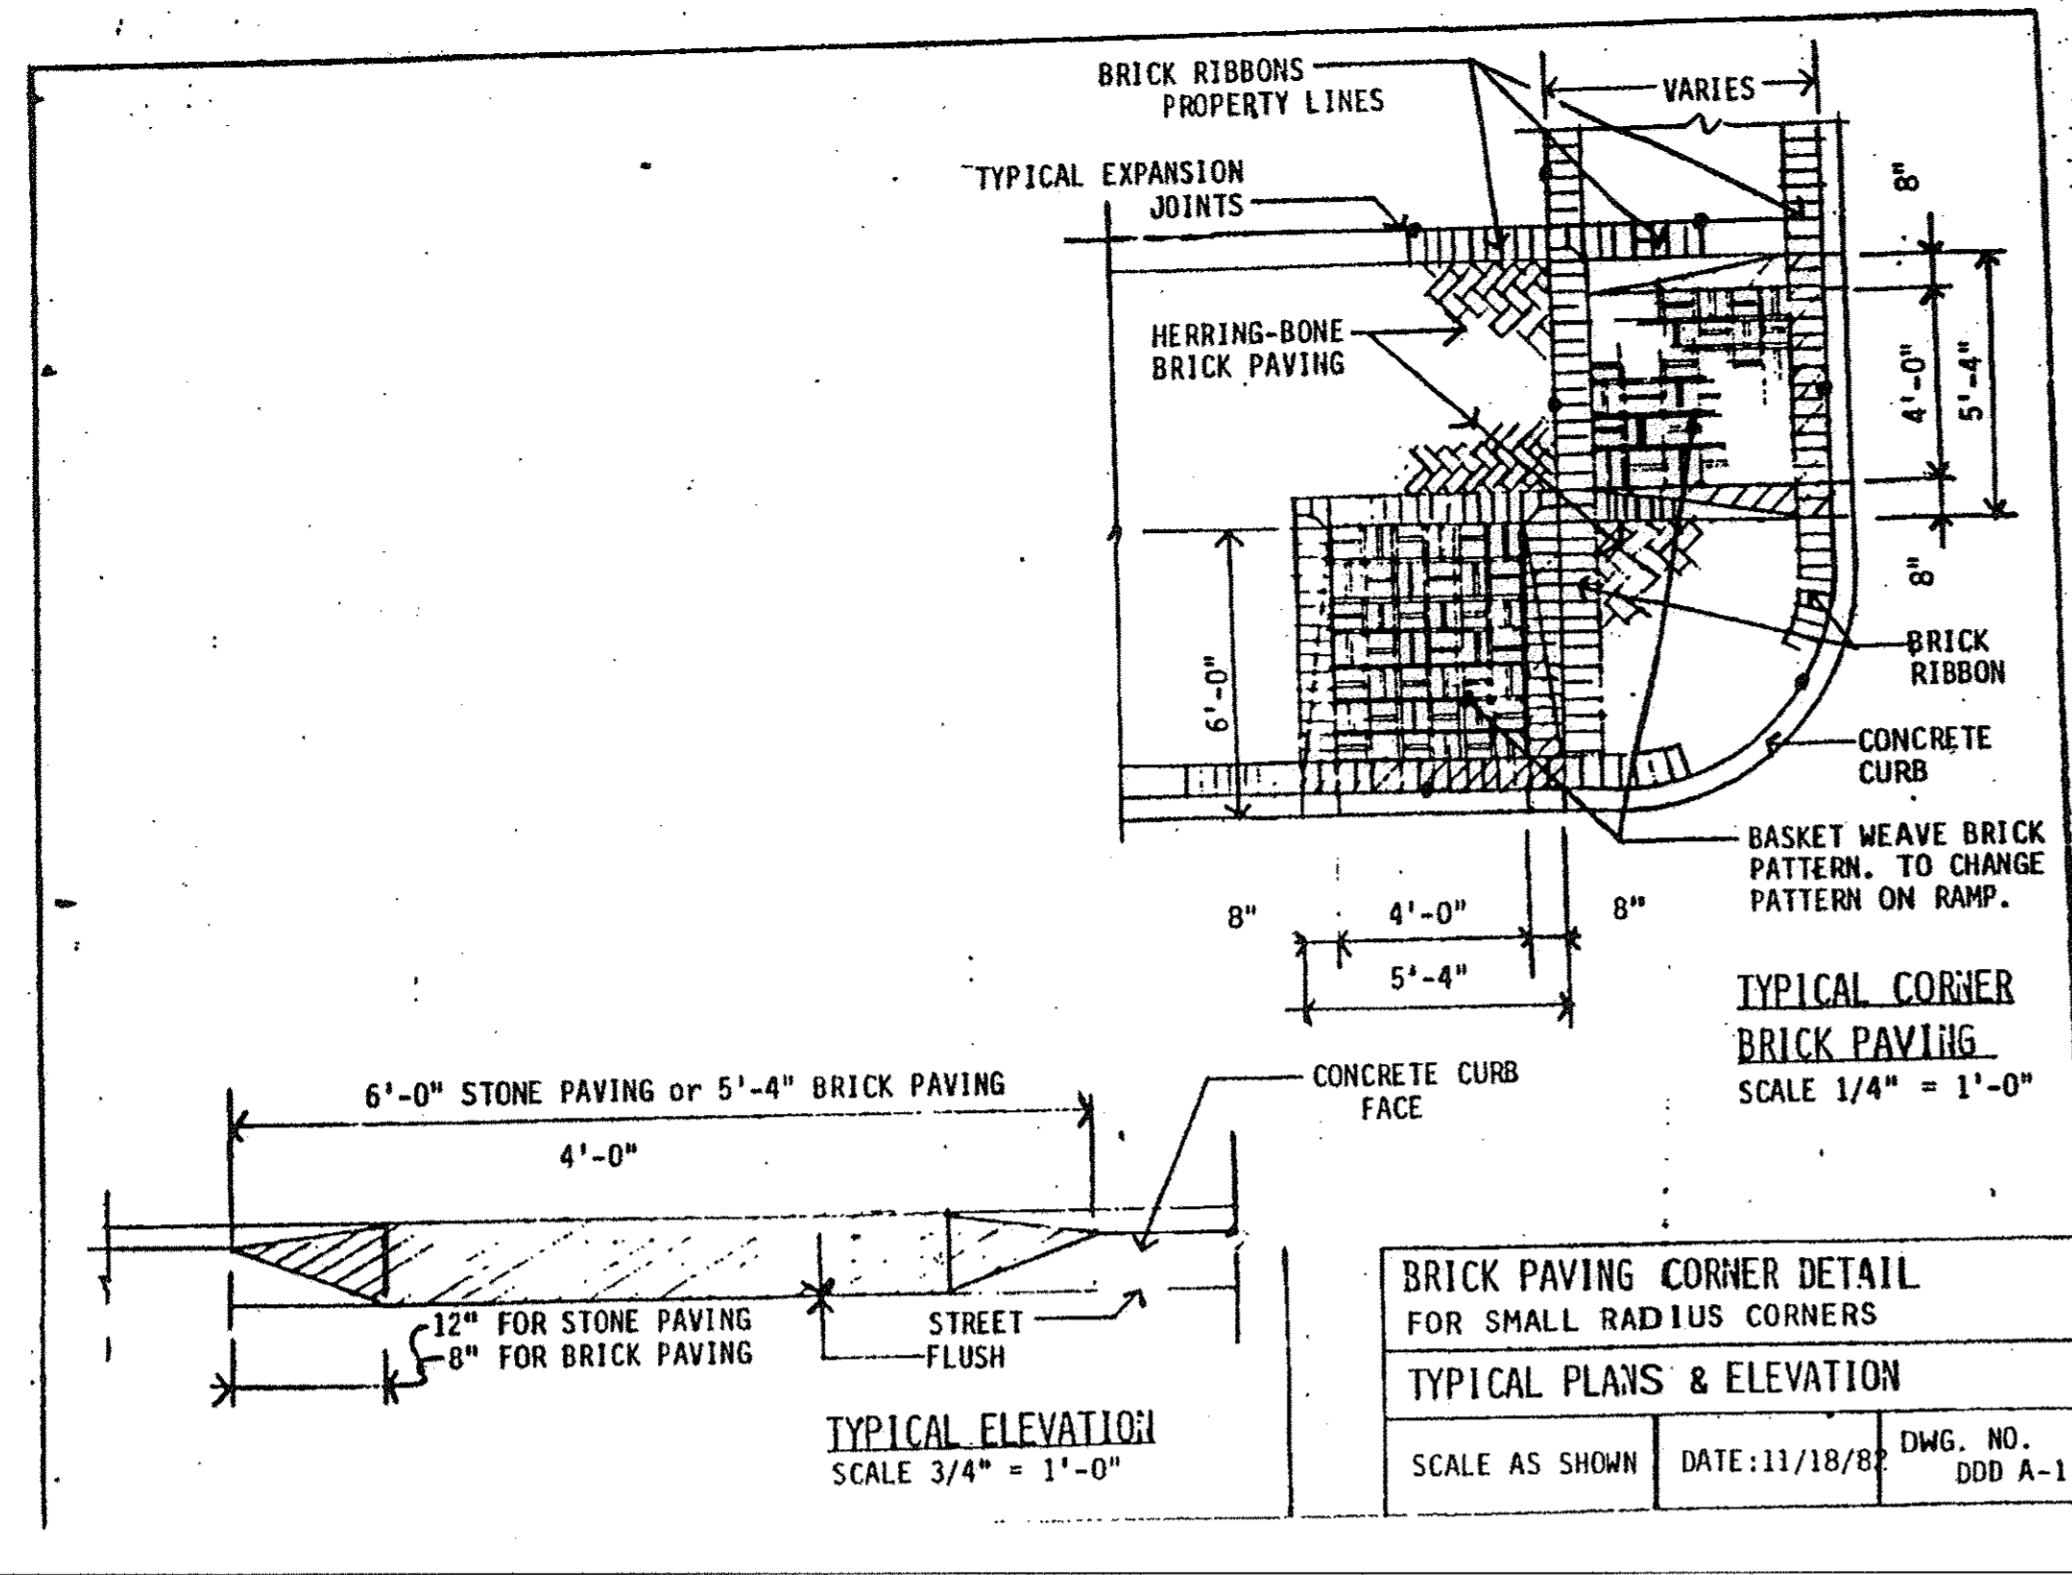 BRICK RIBBONS
PROPERTY LINES
VARIES
TYPICAL EXPANSION
JOINTS
8"
HERRING-BONE
BRICK PAVING
4'-0"
5'-4"
8"
6'-0"
BRICK
RIBBON
CONCRETE
CURB
BASKET WEAVE BRICK
PATTERN. TO CHANGE
PATTERN ON RAMP.
8"
4'-0"
8"
5'-4"
TYPICAL CORNER
BRICK PAVING
SCALE 1/4" = 1'-0"
6'-0" STONE PAVING or 5'-4" BRICK PAVING
4'-0"
CONCRETE CURB
FACE
12" FOR STONE PAVING
8" FOR BRICK PAVING
STREET
FLUSH
TYPICAL ELEVATION
SCALE 3/4" = 1'-0"
BRICK PAVING CORNER DETAIL
FOR SMALL RADIUS CORNERS
TYPICAL PLANS & ELEVATION
SCALE AS SHOWN
DATE:11/18/82
DWG. NO.
DDD A-1